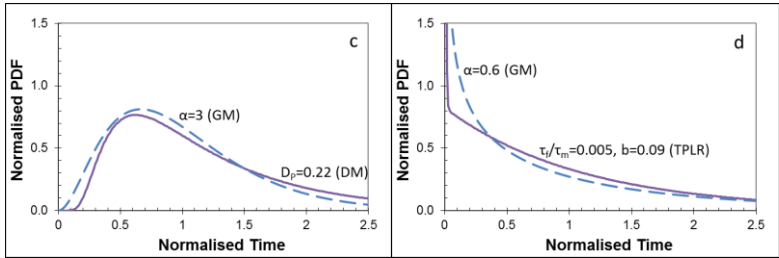 c
1.5
1.0
0.5
0.0
Normalised PDF
α=3 (GM)
D_P=0.22 (DM)
0 0.5 1 1.5 2 2.5
Normalised Time
d
1.5
1.0
0.5
0.0
Normalised PDF
α=0.6 (GM)
τ_f/τ_m=0.005, b=0.09 (TPLR)
0 0.5 1 1.5 2 2.5
Normalised Time